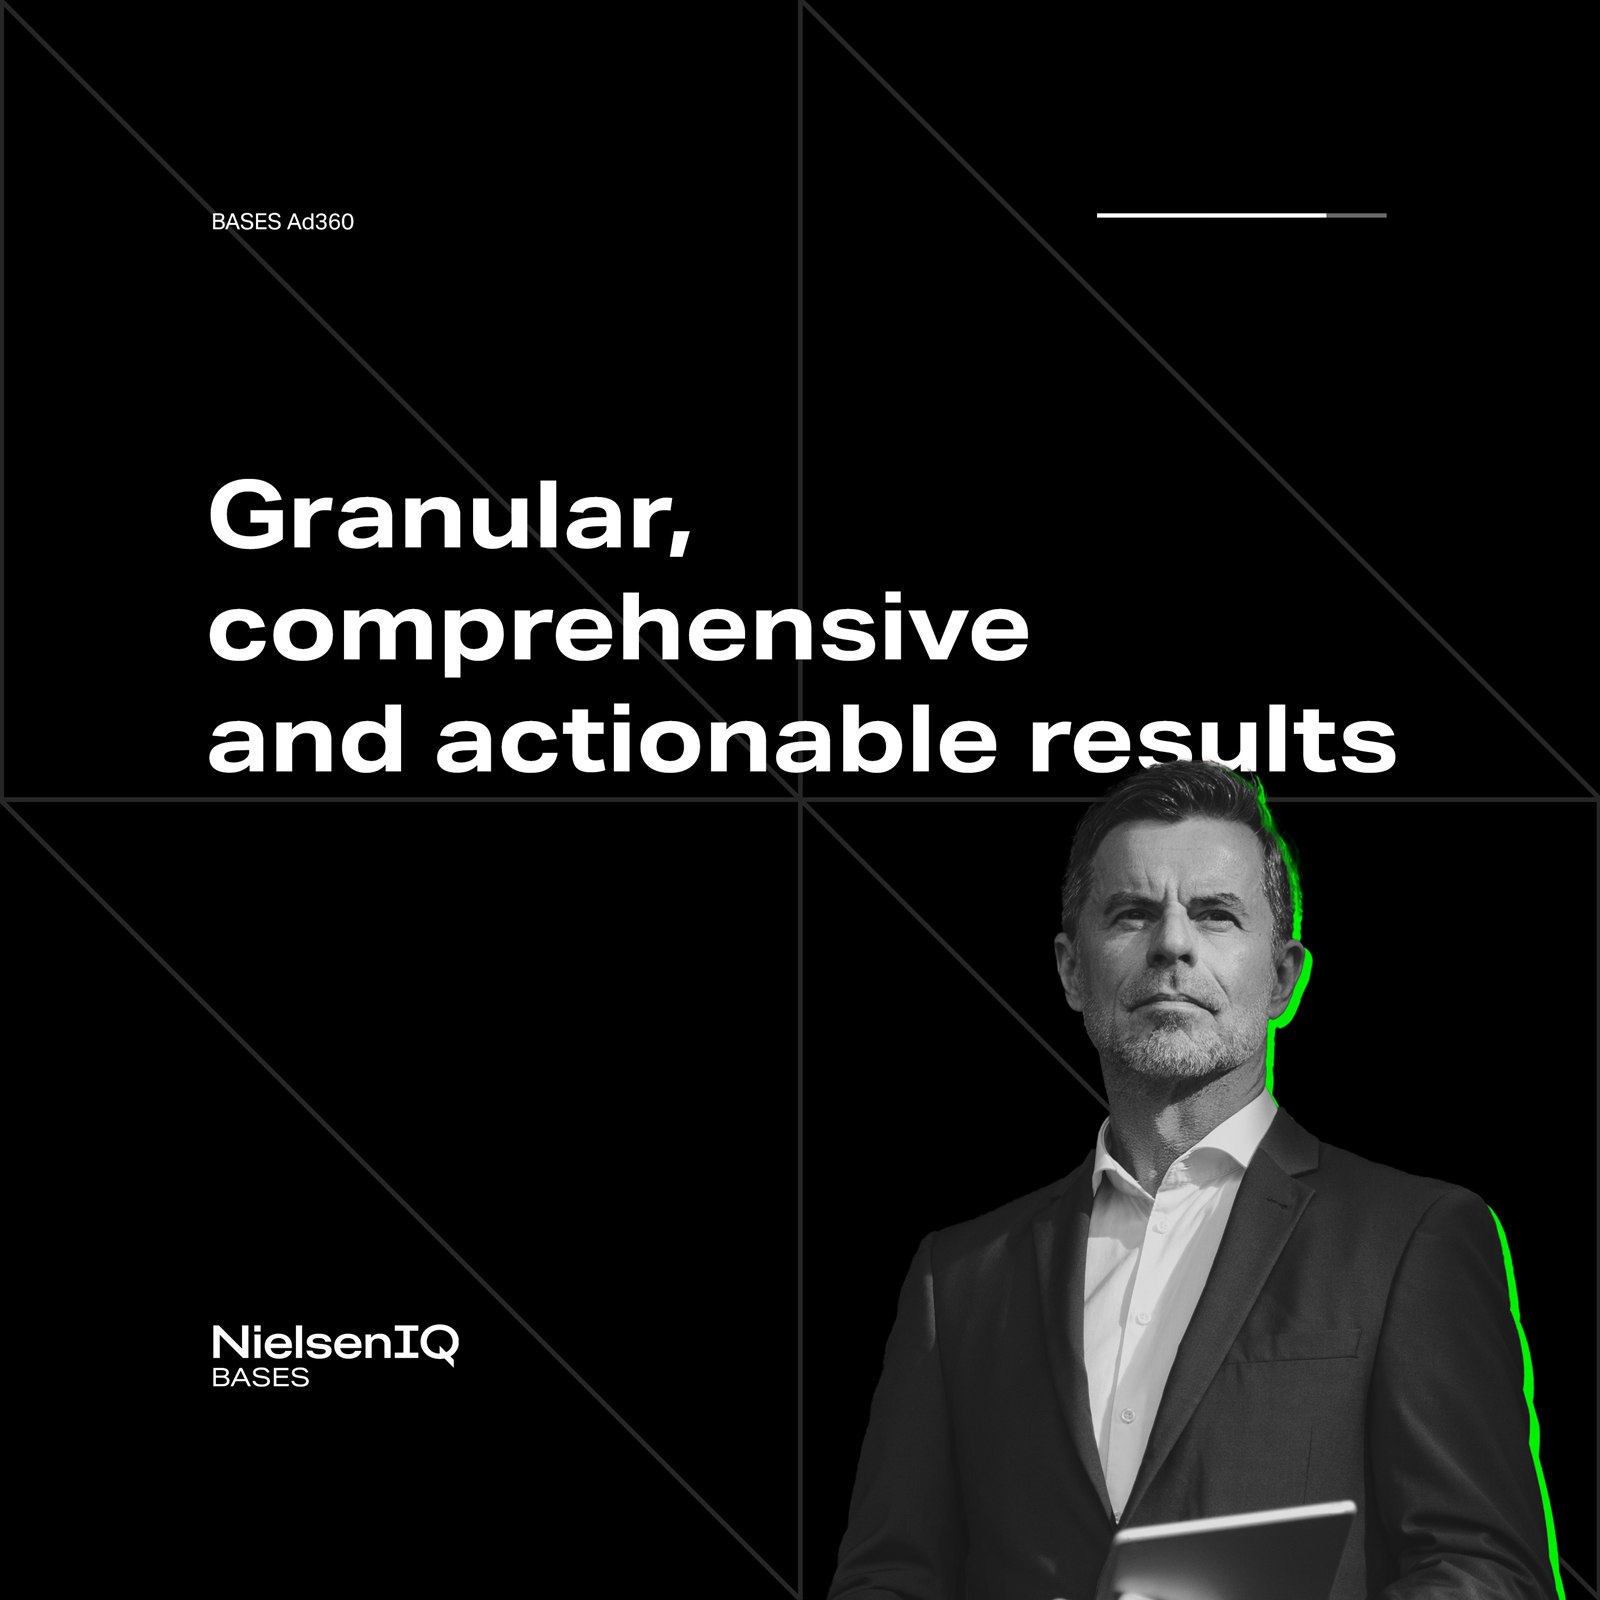 BASES Ad360
Granular,
comprehensive
and actionable results
NielsenIQ
BASES